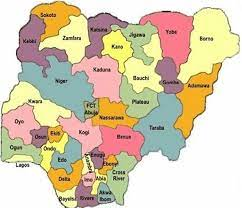 Sokoto
Katsina
Jigawa
Yobe
Borno
Zamfara
Kebbi
Kano
Kaduna
Bauchi
Gombe
Adamawa
Niger
Plateau
FCT
Abuja
Kwara
Nassarawa
Taraba
Oyo
Kogi
Benue
Osun
Ekiti
Ogun
Ondo
Lagos
Edo
Enugu
Ebonyi
Cross
River
Delta
Imo
Abia
Bayelsa
Rivers
Akwa
Ibom